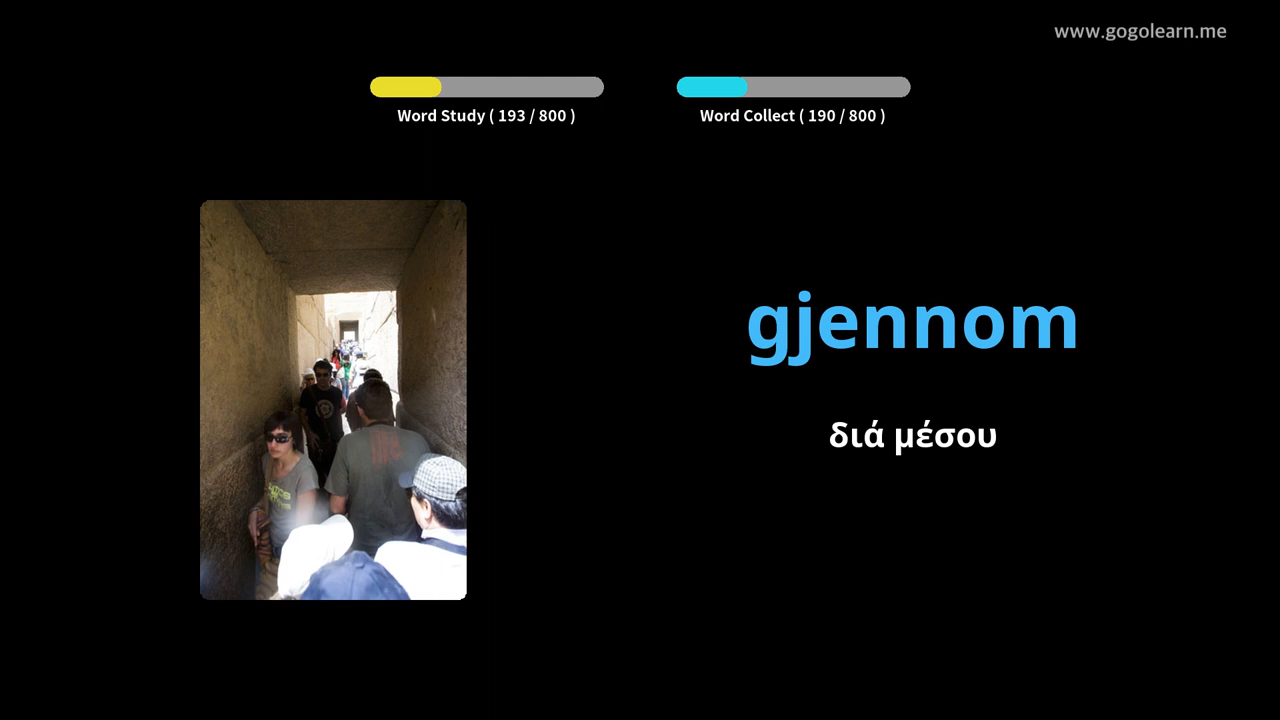 www.gogolearn.me
Word Study ( 193 / 800 )
Word Collect ( 190 / 800 )
gjennom
διά μέσου